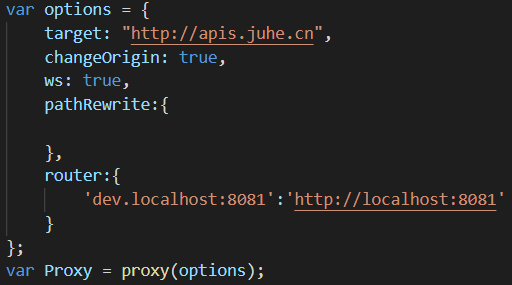 var options = {
    target: "http://apis.juhe.cn",
    changeOrigin: true,
    ws: true,
    pathRewrite:{
    },
    router:{
        'dev.localhost:8081':'http://localhost:8081'
    }
};
var Proxy = proxy(options);